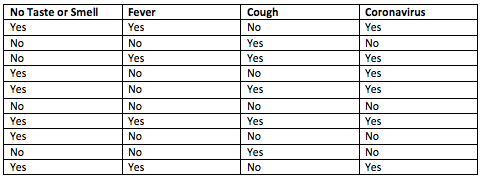 No Taste or Smell Fever Cough Coronavirus
Yes Yes No Yes
No No Yes No
No Yes Yes Yes
Yes No No Yes
Yes No Yes Yes
No No No No
Yes Yes Yes Yes
Yes No No No
No No Yes No
Yes Yes No Yes